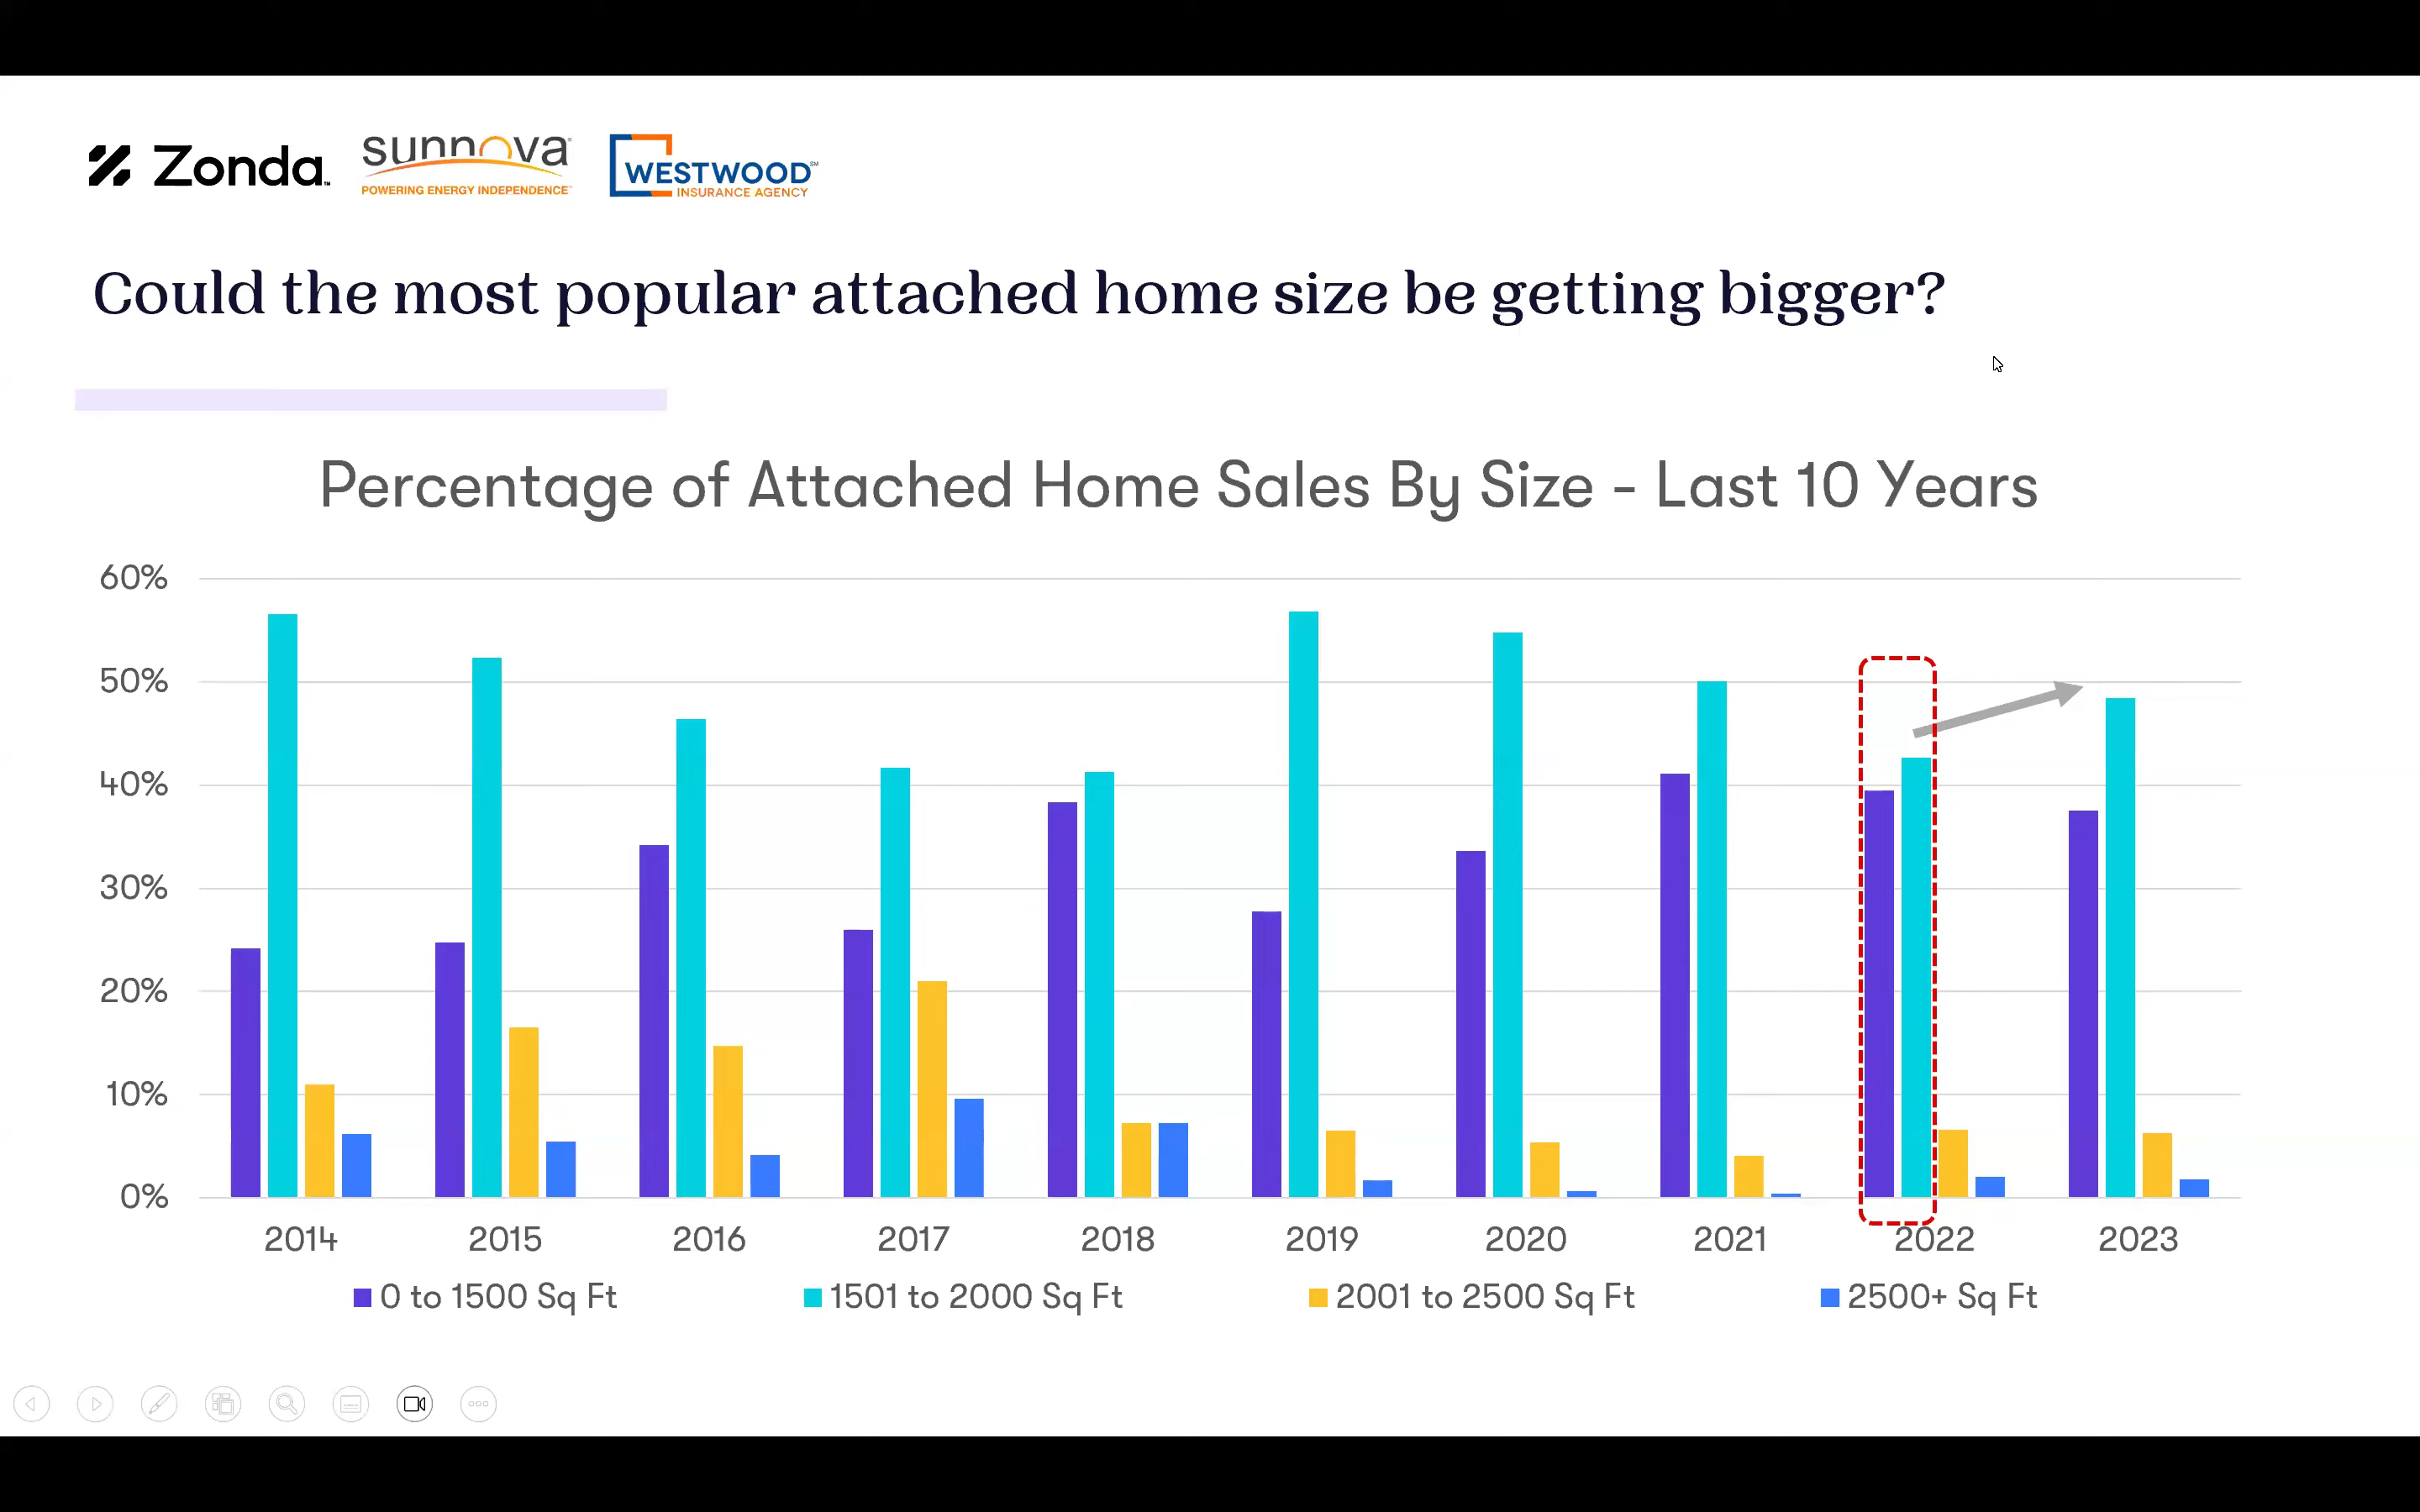 Zonda™
sunnova®
POWERING ENERGY INDEPENDENCE™
WESTWOOD℠
INSURANCE AGENCY
Could the most popular attached home size be getting bigger?
Percentage of Attached Home Sales By Size - Last 10 Years
60%
50%
40%
30%
20%
10%
0%
2014 2015 2016 2017 2018 2019 2020 2021 2022 2023
0 to 1500 Sq Ft 1501 to 2000 Sq Ft 2001 to 2500 Sq Ft 2500+ Sq Ft